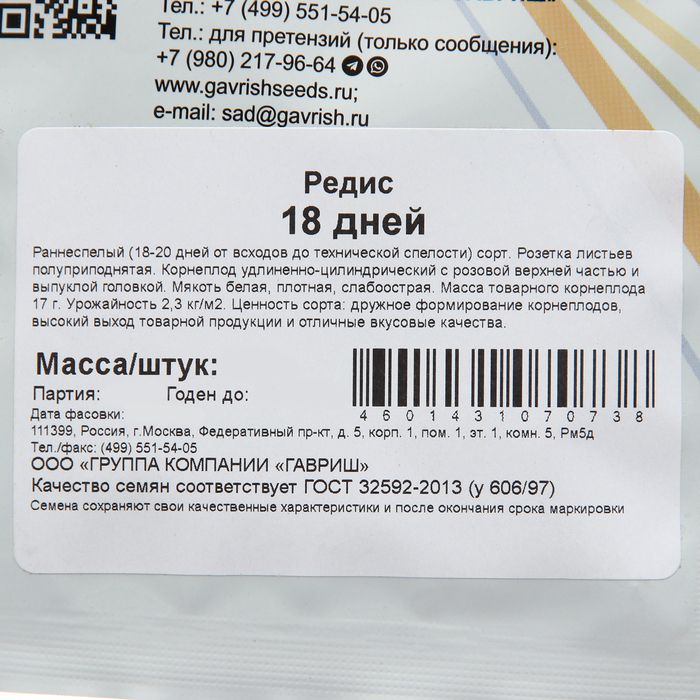 Тел.: +7 (499) 551-54-05
Тел.: для претензий (только сообщения):
+7 (980) 217-96-64
www.gavrishseeds.ru;
e-mail: sad@gavrish.ru
Редис
18 дней
Раннеспелый (18-20 дней от всходов до технической спелости) сорт. Розетка листьев
полуприподнятая. Корнеплод удлиненно-цилиндрический с розовой верхней частью и
выпуклой головкой. Мякоть белая, плотная, слабоострая. Масса товарного корнеплода
17 г. Урожайность 2,3 кг/м2. Ценность сорта: дружное формирование корнеплодов,
высокий выход товарной продукции и отличные вкусовые качества.
Масса/штук:
Партия: Годен до:
4601431070738
Дата фасовки:
111399, Россия, г.Москва, Федеративный пр-кт, д. 5, корп. 1, пом. 1, эт. 1, комн. 5, Рм5д
Тел./факс: (499) 551-54-05
ООО «ГРУППА КОМПАНИИ «ГАВРИШ»
Качество семян соответствует ГОСТ 32592-2013 (у 606/97)
Семена сохраняют свои качественные характеристики и после окончания срока маркировки